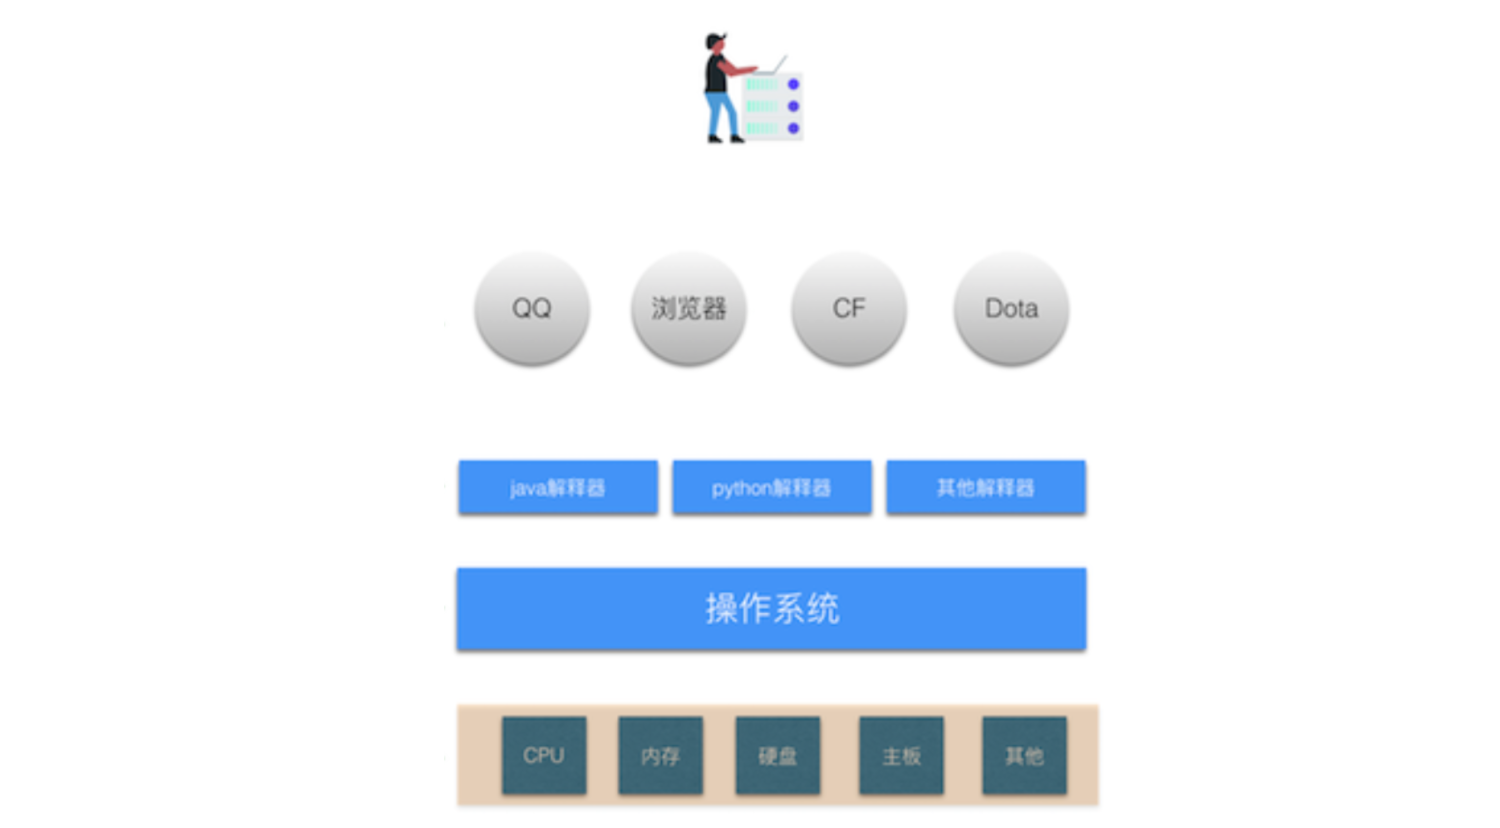 QQ
浏览器
CF
Dota
java解释器
python解释器
其他解释器
操作系统
CPU
内存
硬盘
主板
其他